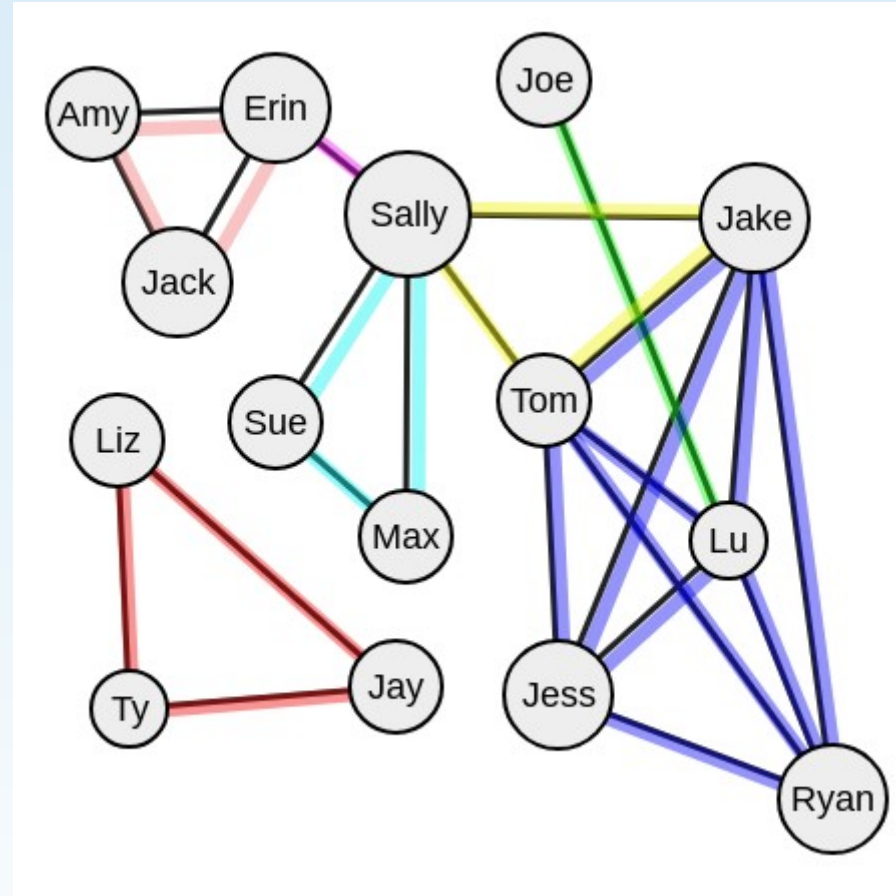 Joe
Amy
Erin
Sally
Jake
Jack
Tom
Sue
Liz
Max
Lu
Jay
Jess
Ty
Ryan